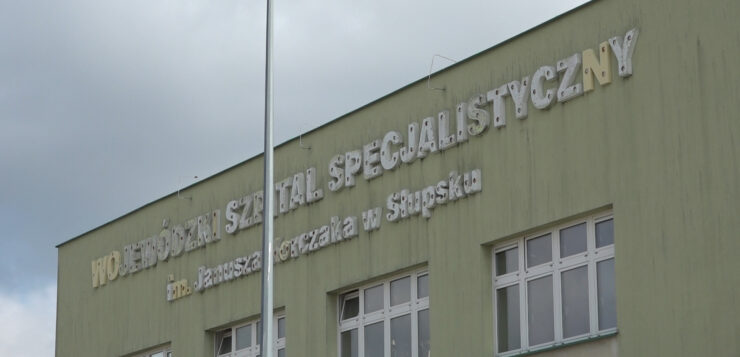 WOJEWÓDZKI SZPITAL SPECJALISTYCZNY
im. Janusza Korczaka w Słupsku